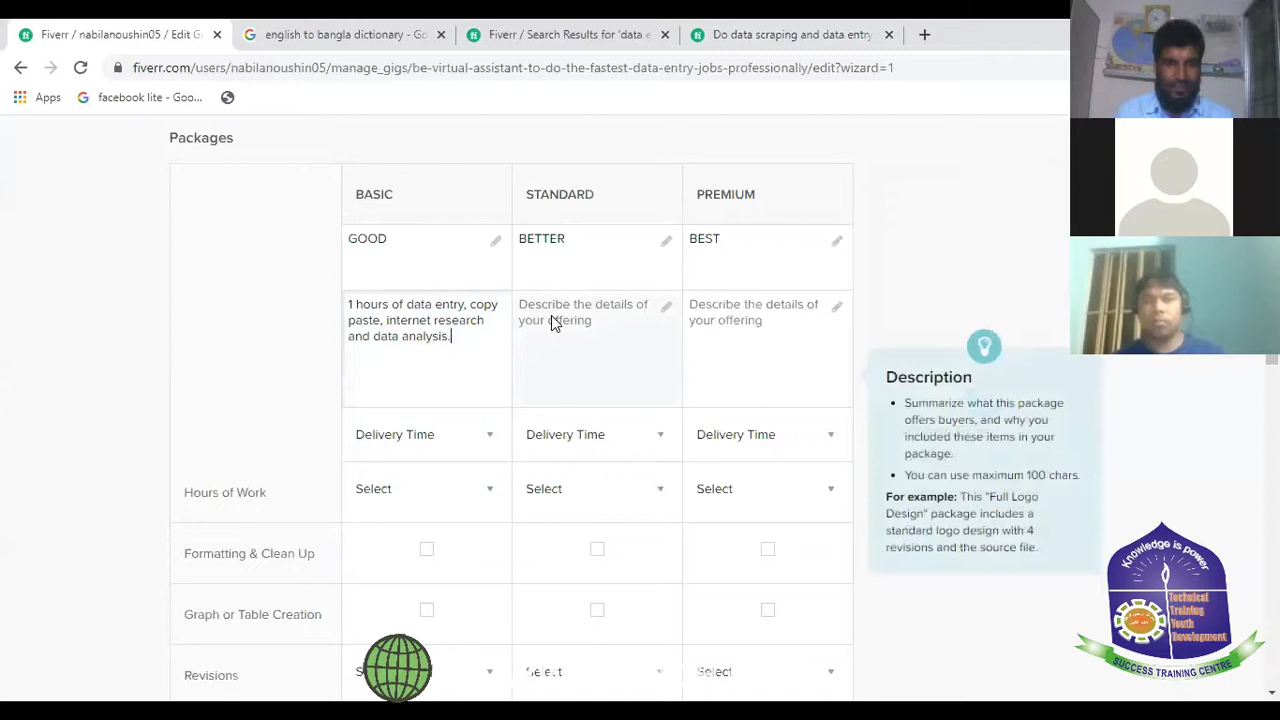 Fiverr / nabilanoushin05 / Edit G
english to bangla dictionary - Go
Fiverr / Search Results for 'data e
Do data scraping and data entry
fiverr.com/users/nabilanoushin05/manage_gigs/be-virtual-assistant-to-do-the-fastest-data-entry-jobs-professionally/edit?wizard=1
Apps
facebook lite - Goo...
Packages
BASIC
STANDARD
PREMIUM
GOOD
BETTER
BEST
1 hours of data entry, copy
paste, internet research
and data analysis.
Describe the details of
your offering
Describe the details of
your offering
Delivery Time
Delivery Time
Delivery Time
Hours of Work
Select
Select
Select
Formatting & Clean Up
Graph or Table Creation
Revisions
Select
Select
Description
Summarize what this package
offers buyers, and why you
included these items in your
package.
You can use maximum 100 chars.
For example: This "Full Logo
Design" package includes a
standard logo design with 4
revisions and the source file.
Knowledge is power
Technical
Training
Youth
Development
SUCCESS TRAINING CENTRE